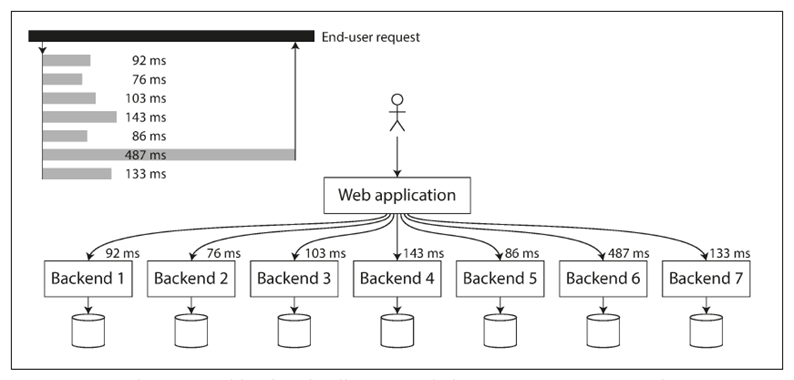 End-user request
92 ms
76 ms
103 ms
143 ms
86 ms
487 ms
133 ms
Web application
92 ms
76 ms
103 ms
143 ms
86 ms
487 ms
133 ms
Backend 1
Backend 2
Backend 3
Backend 4
Backend 5
Backend 6
Backend 7